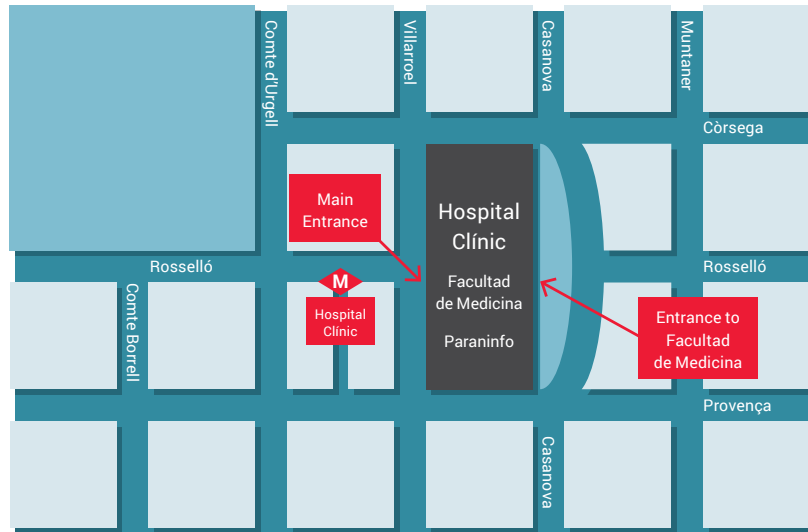 Comte d'Urgell
Villarroel
Casanova
Muntaner
Còrsega
Main
Entrance
Hospital
Clínic
Facultad
de Medicina
Paraninfo
Rosselló
Rosselló
M
Hospital
Clínic
Comte Borrell
Entrance to
Facultad
de Medicina
Provença
Casanova